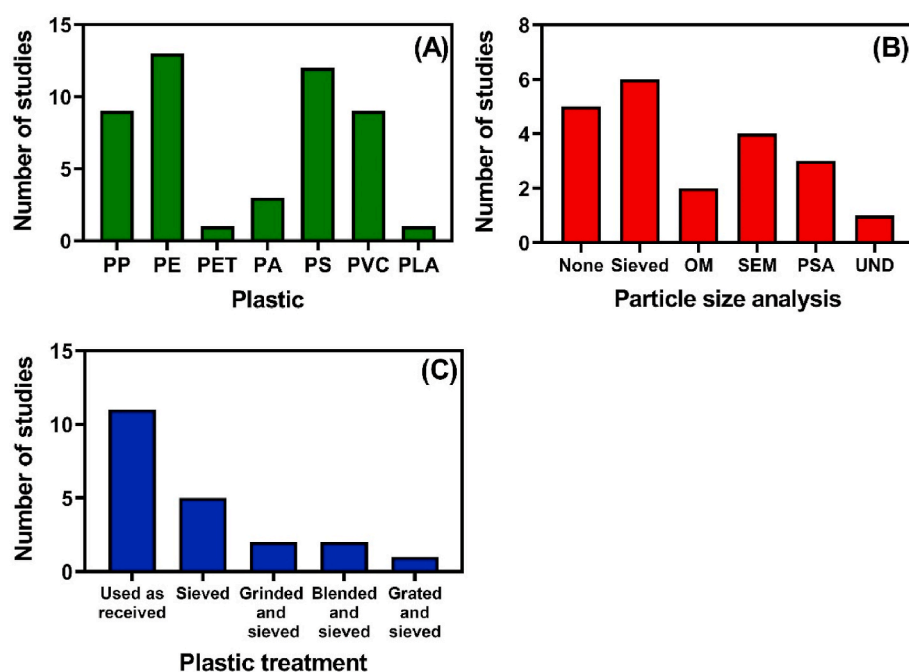 (A)
Number of studies
15
10
5
0
PP PE PET PA PS PVC PLA
Plastic
(B)
Number of studies
8
6
4
2
0
None Sieved OM SEM PSA UND
Particle size analysis
(C)
Number of studies
15
10
5
0
Used as received
Sieved
Grinded and sieved
Blended and sieved
Grated and sieved
Plastic treatment